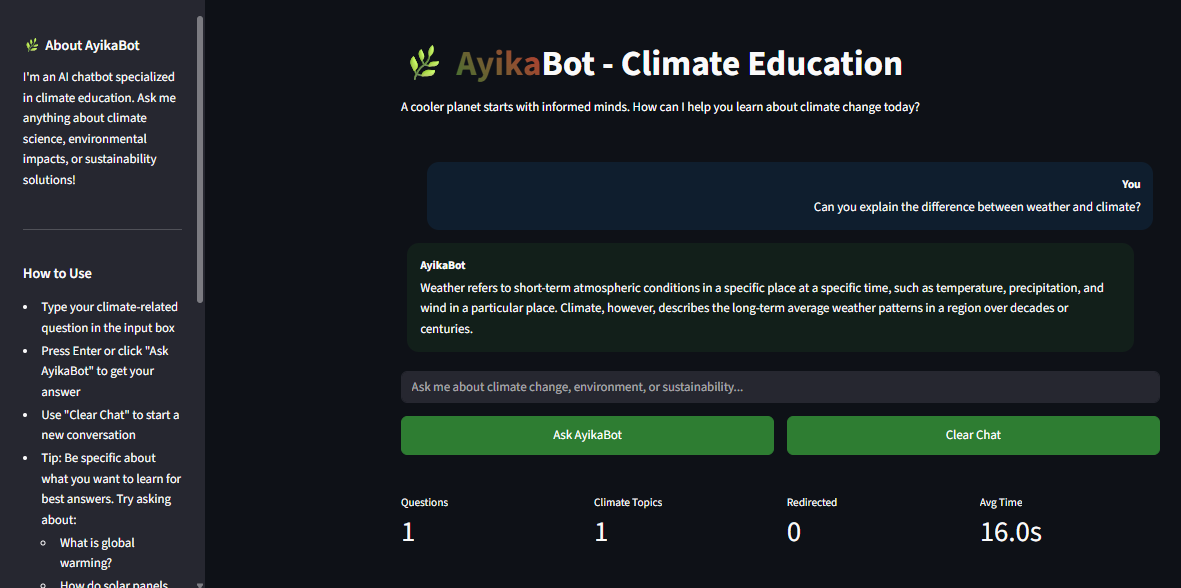 About AyikaBot
I'm an AI chatbot specialized
in climate education. Ask me
anything about climate
science, environmental
impacts, or sustainability
solutions!
How to Use
Type your climate-related
question in the input box
Press Enter or click "Ask
AyikaBot" to get your
answer
Use "Clear Chat" to start a
new conversation
Tip: Be specific about
what you want to learn for
best answers. Try asking
about:
What is global
warming?
How do solar panels
AyikaBot - Climate Education
A cooler planet starts with informed minds. How can I help you learn about climate change today?
You
Can you explain the difference between weather and climate?
AyikaBot
Weather refers to short-term atmospheric conditions in a specific place at a specific time, such as temperature, precipitation, and
wind in a particular place. Climate, however, describes the long-term average weather patterns in a region over decades or
centuries.
Ask me about climate change, environment, or sustainability...
Ask AyikaBot
Clear Chat
Questions
1
Climate Topics
1
Redirected
0
Avg Time
16.0s